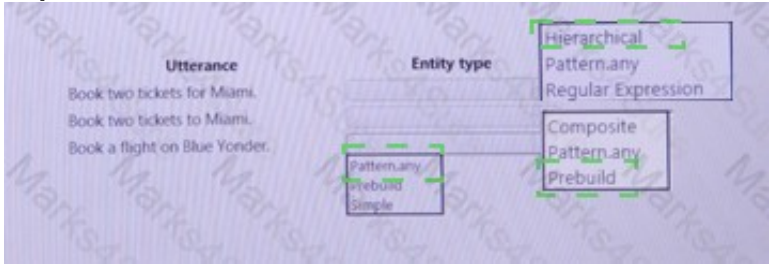 Hierarchical
Utterance Entity type Pattern.any
Book two tickets for Miami. Regular Expression
Book two tickets to Miami. Composite
Book a flight on Blue Yonder. Pattern.any
Pattern.any Prebuild
Prebuild
Simple